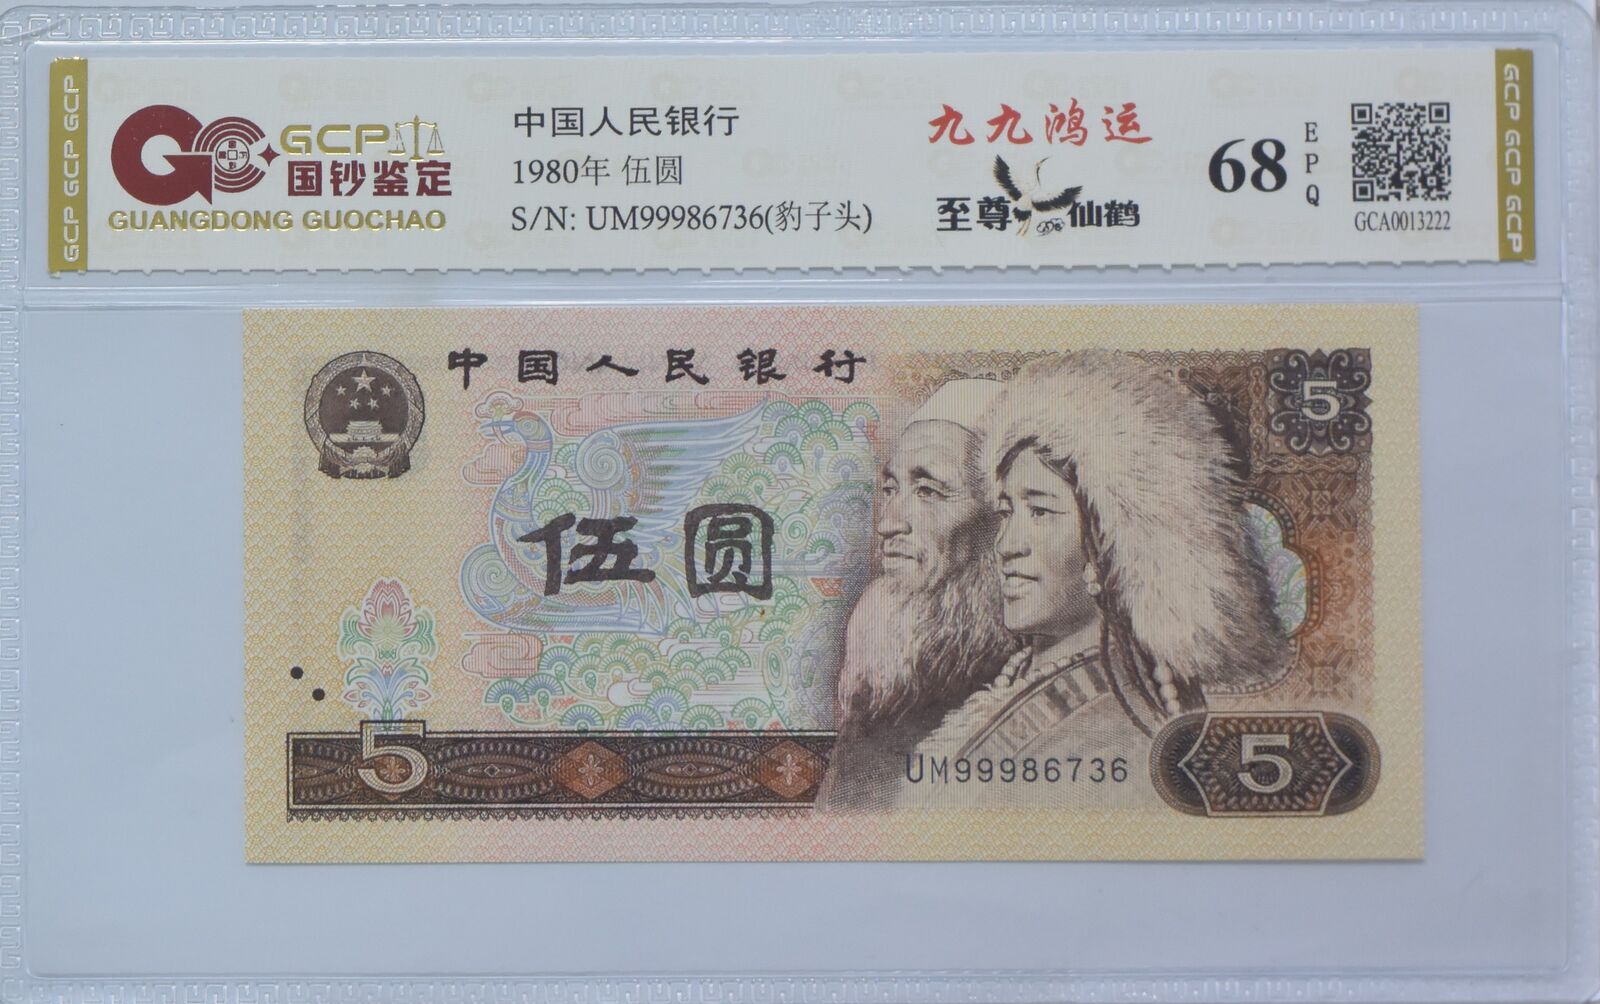 GCP GCP GCP
GCP
国钞鉴定
GUANGDONG GUOCHAO
中国人民银行
1980年 伍圆
S/N: UM99986736(豹子头)
九九鸿运
至尊 仙鹤
68
EPQ
GCA0013222
GCP GCP GCP
中国人民银行
5
伍圆
5
UM99986736
5